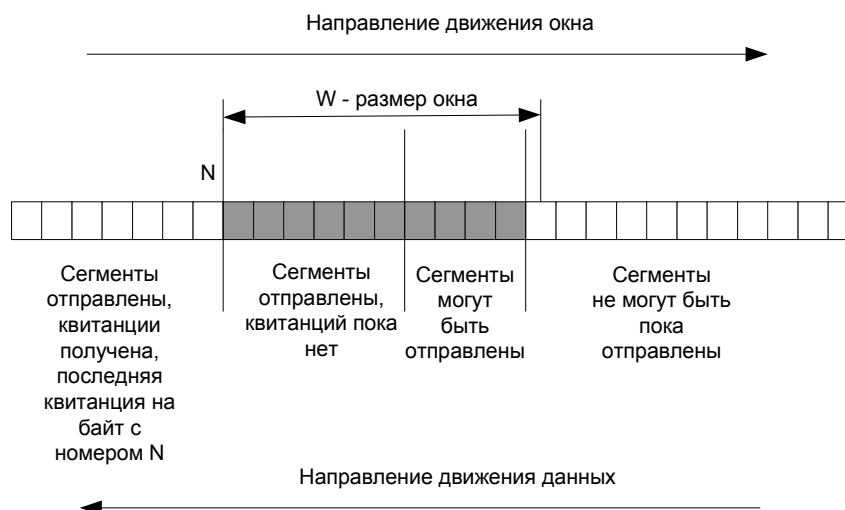 Направление движения окна
W - размер окна
N
Сегменты
отправлены,
квитанции
получена,
последняя
квитанция на
байт с
номером N
Сегменты
отправлены,
квитанций пока
нет
Сегменты
могут
быть
отправлены
Сегменты
не могут быть
пока
отправлены
Направление движения данных